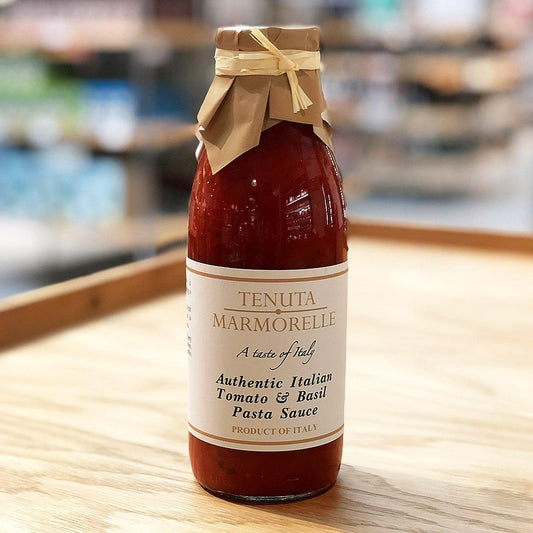 TENUTA
MARMORELLE
A taste of Italy
Authentic Italian
Tomato & Basil
Pasta Sauce
PRODUCT OF ITALY